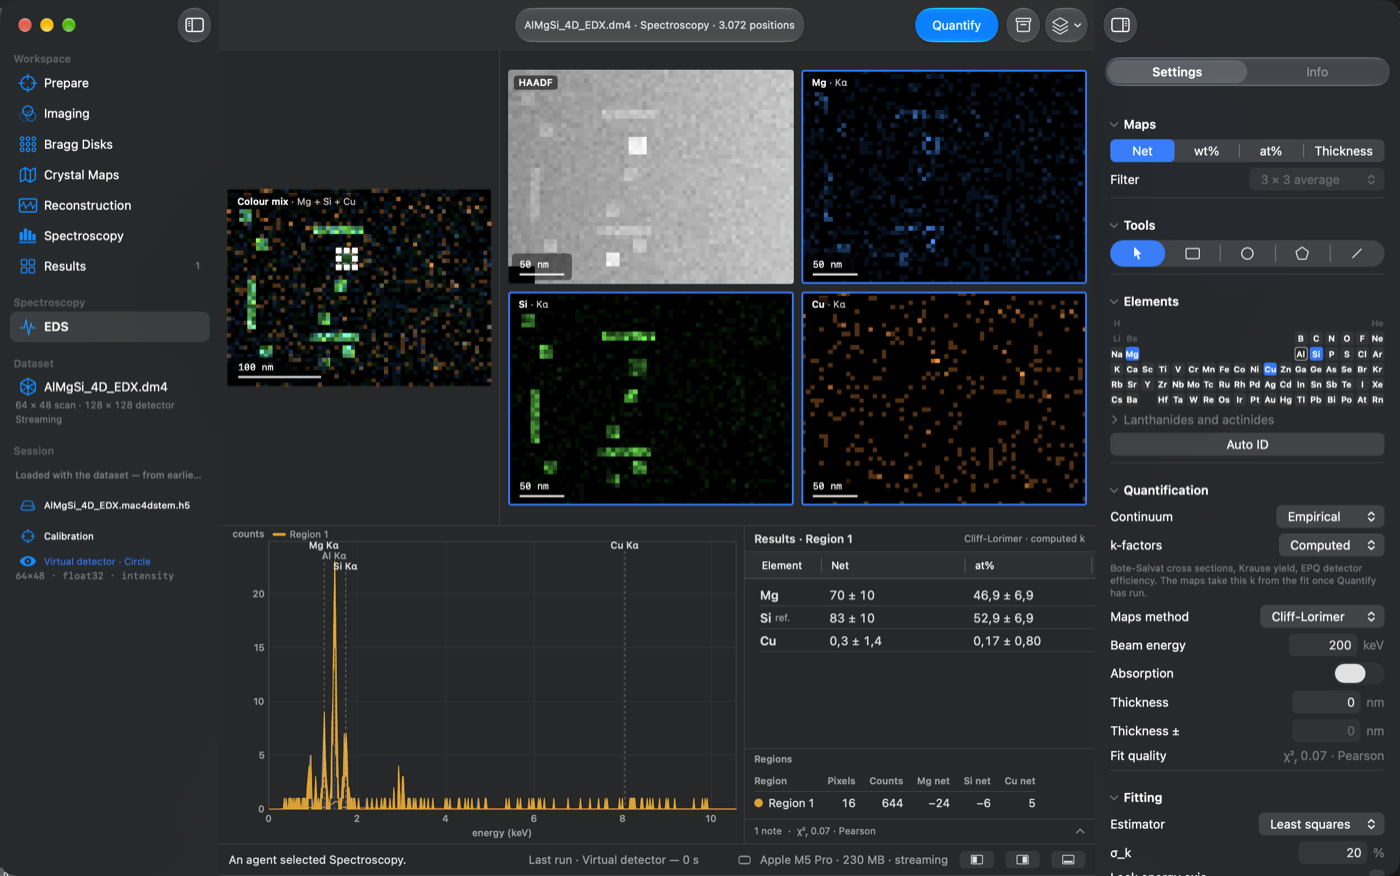 AlMgSi_4D_EDX.dm4 · Spectroscopy · 3.072 positions
Quantify
Workspace
Prepare
Imaging
Bragg Disks
Crystal Maps
Reconstruction
Spectroscopy
Results 1
Spectroscopy
EDS
Dataset
AlMgSi_4D_EDX.dm4
64 × 48 scan · 128 × 128 detector
Streaming
Session
Loaded with the dataset — from earlie...
AlMgSi_4D_EDX.mac4dstem.h5
Calibration
Virtual detector · Circle
64×48 · float32 · intensity
Colour mix · Mg + Si + Cu
100 nm
HAADF
50 nm
Mg · Kα
50 nm
Si · Kα
50 nm
Cu · Kα
50 nm
counts
Region 1
Mg Kα
Al Kα
Si Kα
Cu Kα
20
15
10
5
0
0 2 4 6 8 10
energy (keV)
Results · Region 1 Cliff-Lorimer · computed k
Element Net at%
Mg 70 ± 10 46,9 ± 6,9
Si ref. 83 ± 10 52,9 ± 6,9
Cu 0,3 ± 1,4 0,17 ± 0,80
Regions
Region Pixels Counts Mg net Si net Cu net
Region 1 16 644 −24 −6 5
1 note · χ²ᵣ 0.07 · Pearson
An agent selected Spectroscopy.
Last run · Virtual detector — 0 s
Apple M5 Pro · 230 MB · streaming
Settings Info
Maps
Net wt% at% Thickness
Filter 3 × 3 average
Tools
Elements
H He
Li Be B C N O F Ne
Na Mg Al Si P S Cl Ar
K Ca Sc Ti V Cr Mn Fe Co Ni Cu Zn Ga Ge As Se Br Kr
Rb Sr Y Zr Nb Mo Tc Ru Rh Pd Ag Cd In Sn Sb Te I Xe
Cs Ba Hf Ta W Re Os Ir Pt Au Hg Tl Pb Bi Po At Rn
Lanthanides and actinides
Auto ID
Quantification
Continuum Empirical
k-factors Computed
Bote-Salvat cross sections, Krause yield, EPQ detector
efficiency. The maps take this k from the fit once Quantify
has run.
Maps method Cliff-Lorimer
Beam energy 200 keV
Absorption
Thickness 0 nm
Thickness ± 0 nm
Fit quality χ²ᵣ 0.07 · Pearson
Fitting
Estimator Least squares
σ_k 20 %